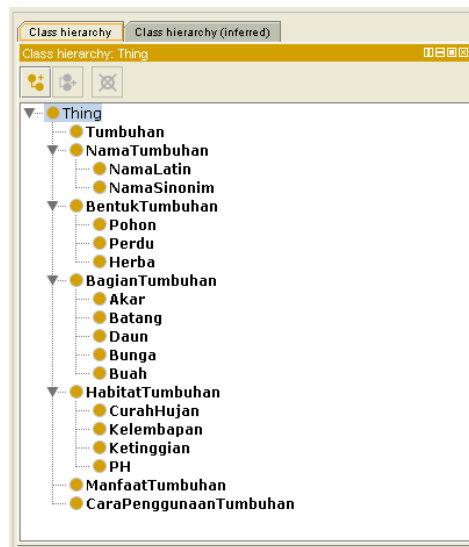 Class hierarchy Class hierarchy (inferred)
Class hierarchy: Thing
Thing
Tumbuhan
NamaTumbuhan
NamaLatin
NamaSinonim
BentukTumbuhan
Pohon
Perdu
Herba
BagianTumbuhan
Akar
Batang
Daun
Bunga
Buah
HabitatTumbuhan
CurahHujan
Kelembapan
Ketinggian
PH
ManfaatTumbuhan
CaraPenggunaanTumbuhan